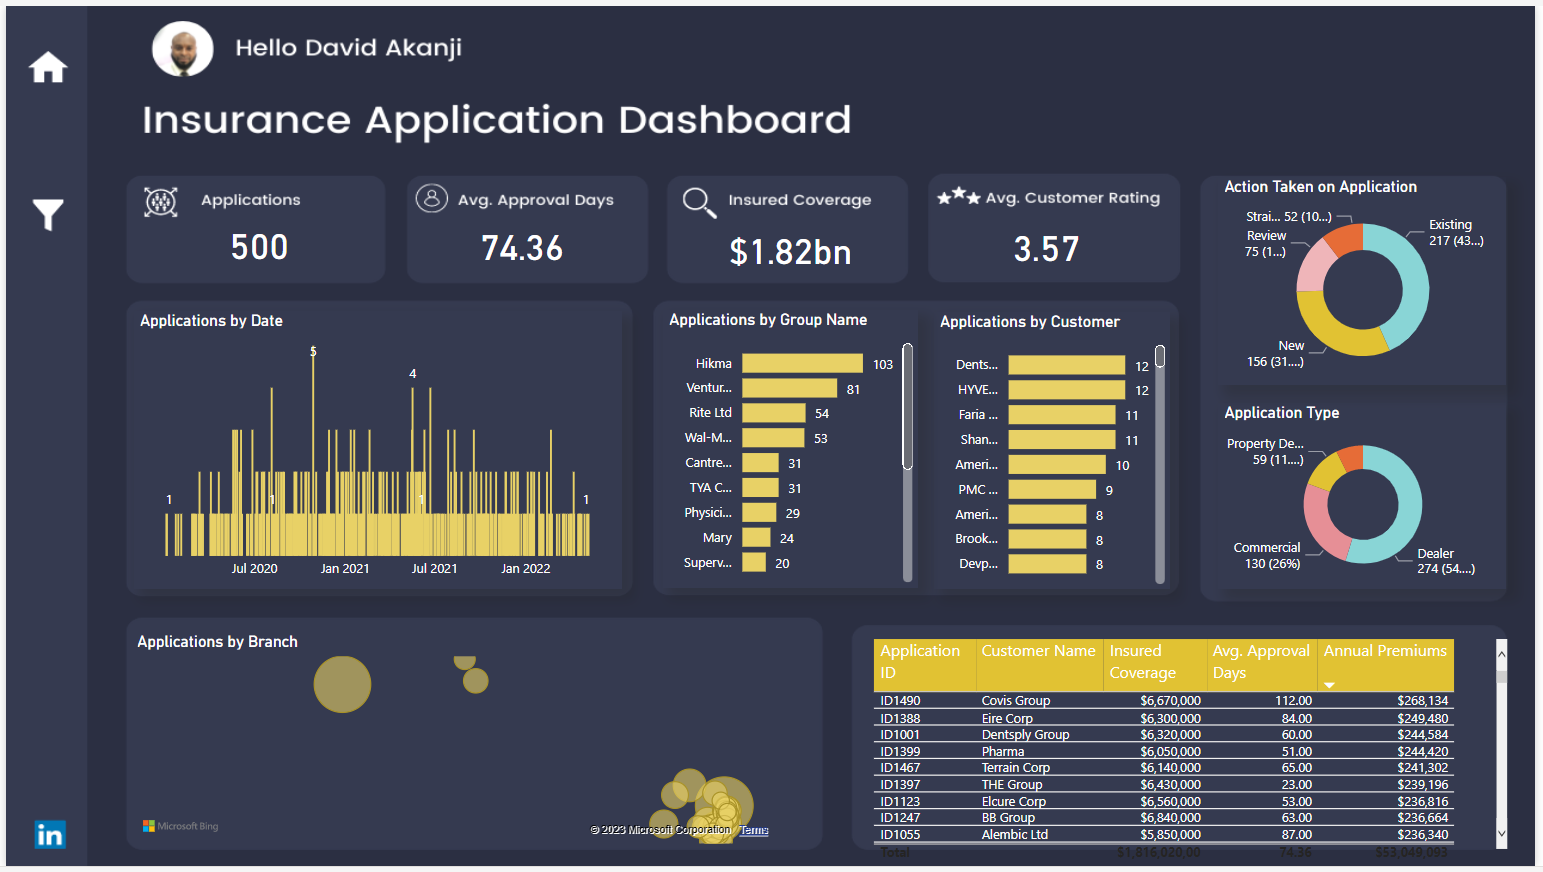 Hello David Akanji
Insurance Application Dashboard
Applications
500
Avg. Approval Days
74.36
Insured Coverage
$1.82bn
Avg. Customer Rating
3.57
Action Taken on Application
Strai... 52 (10...)
Review
75 (1...)
Existing
217 (43...)
New
156 (31....)
Applications by Date
5
4
1
1
1
1
Jul 2020 Jan 2021 Jul 2021 Jan 2022
Applications by Group Name
Hikma 103
Ventur... 81
Rite Ltd 54
Wal-M... 53
Cantre... 31
TYA C... 31
Physici... 29
Mary 24
Superv... 20
Applications by Customer
Dents... 12
HYVE... 12
Faria ... 11
Shan... 11
Ameri... 10
PMC ... 9
Ameri... 8
Brook... 8
Devp... 8
Application Type
Property De...
59 (11....)
Commercial
130 (26%)
Dealer
274 (54....)
Applications by Branch
Microsoft Bing
© 2023 Microsoft Corporation Terms
in
Application ID Customer Name Insured Coverage Avg. Approval Days Annual Premiums
ID1490 Covis Group $6,670,000 112.00 $268,134
ID1388 Eire Corp $6,300,000 84.00 $249,480
ID1001 Dentsply Group $6,320,000 60.00 $244,584
ID1399 Pharma $6,050,000 51.00 $244,420
ID1467 Terrain Corp $6,140,000 65.00 $241,302
ID1397 THE Group $6,430,000 23.00 $239,196
ID1123 Elcure Corp $6,560,000 53.00 $236,816
ID1247 BB Group $6,840,000 63.00 $236,664
ID1055 Alembic Ltd $5,850,000 87.00 $236,340
Total $1,816,020,00 74.36 $53,049,093